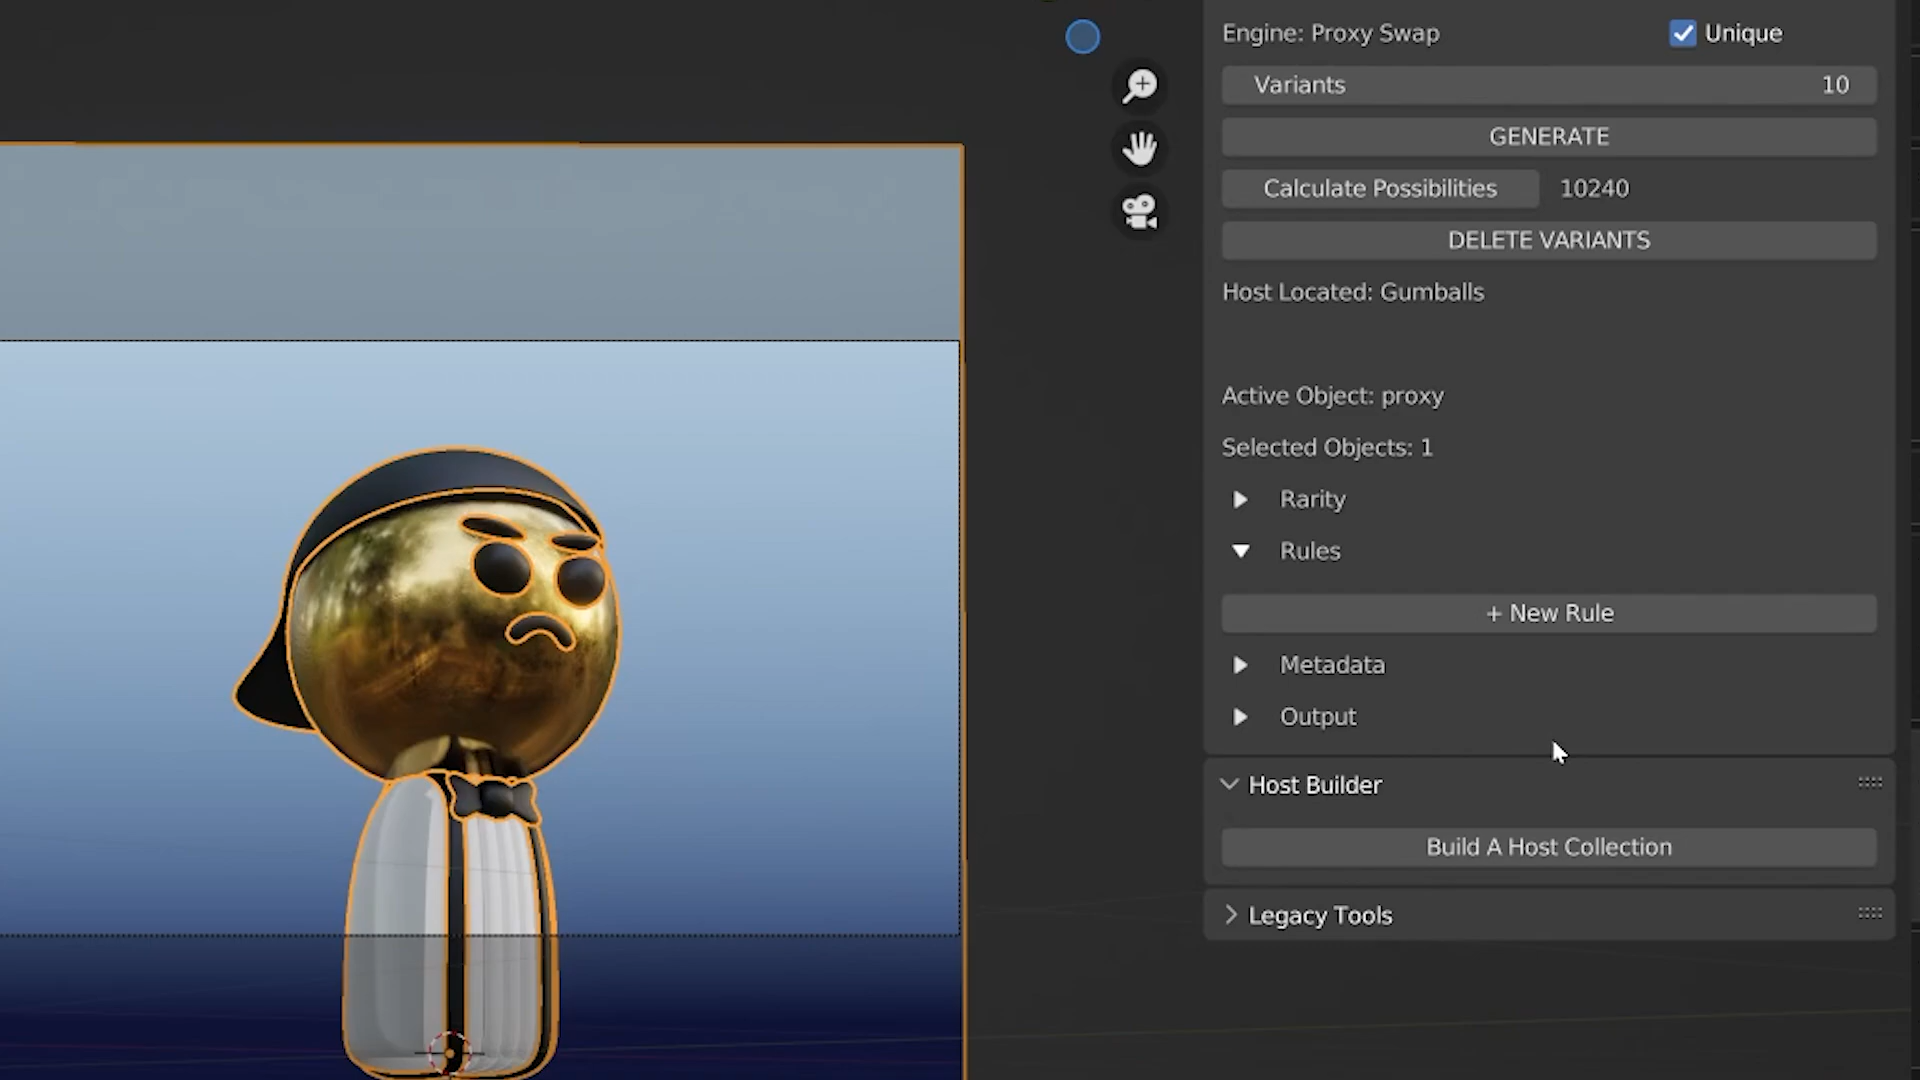 Engine: Proxy Swap
Unique
Variants 10
GENERATE
Calculate Possibilities 10240
DELETE VARIANTS
Host Located: Gumballs
Active Object: proxy
Selected Objects: 1
Rarity
Rules
+ New Rule
Metadata
Output
Host Builder
Build A Host Collection
Legacy Tools